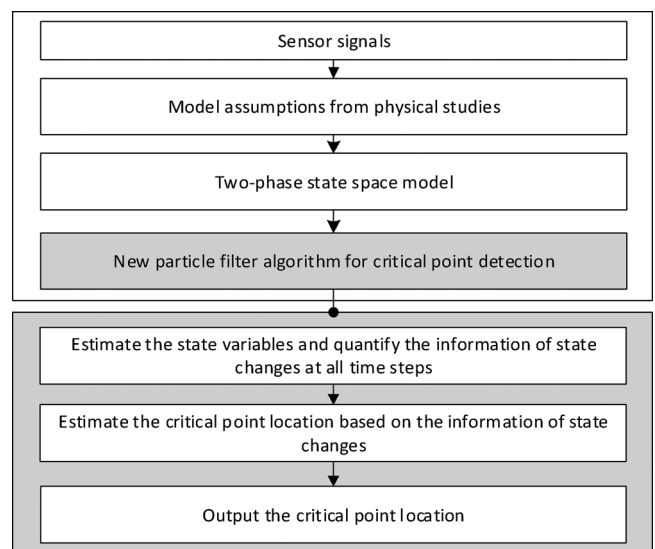 Sensor signals
Model assumptions from physical studies
Two-phase state space model
New particle filter algorithm for critical point detection
Estimate the state variables and quantify the information of state
changes at all time steps
Estimate the critical point location based on the information of state
changes
Output the critical point location